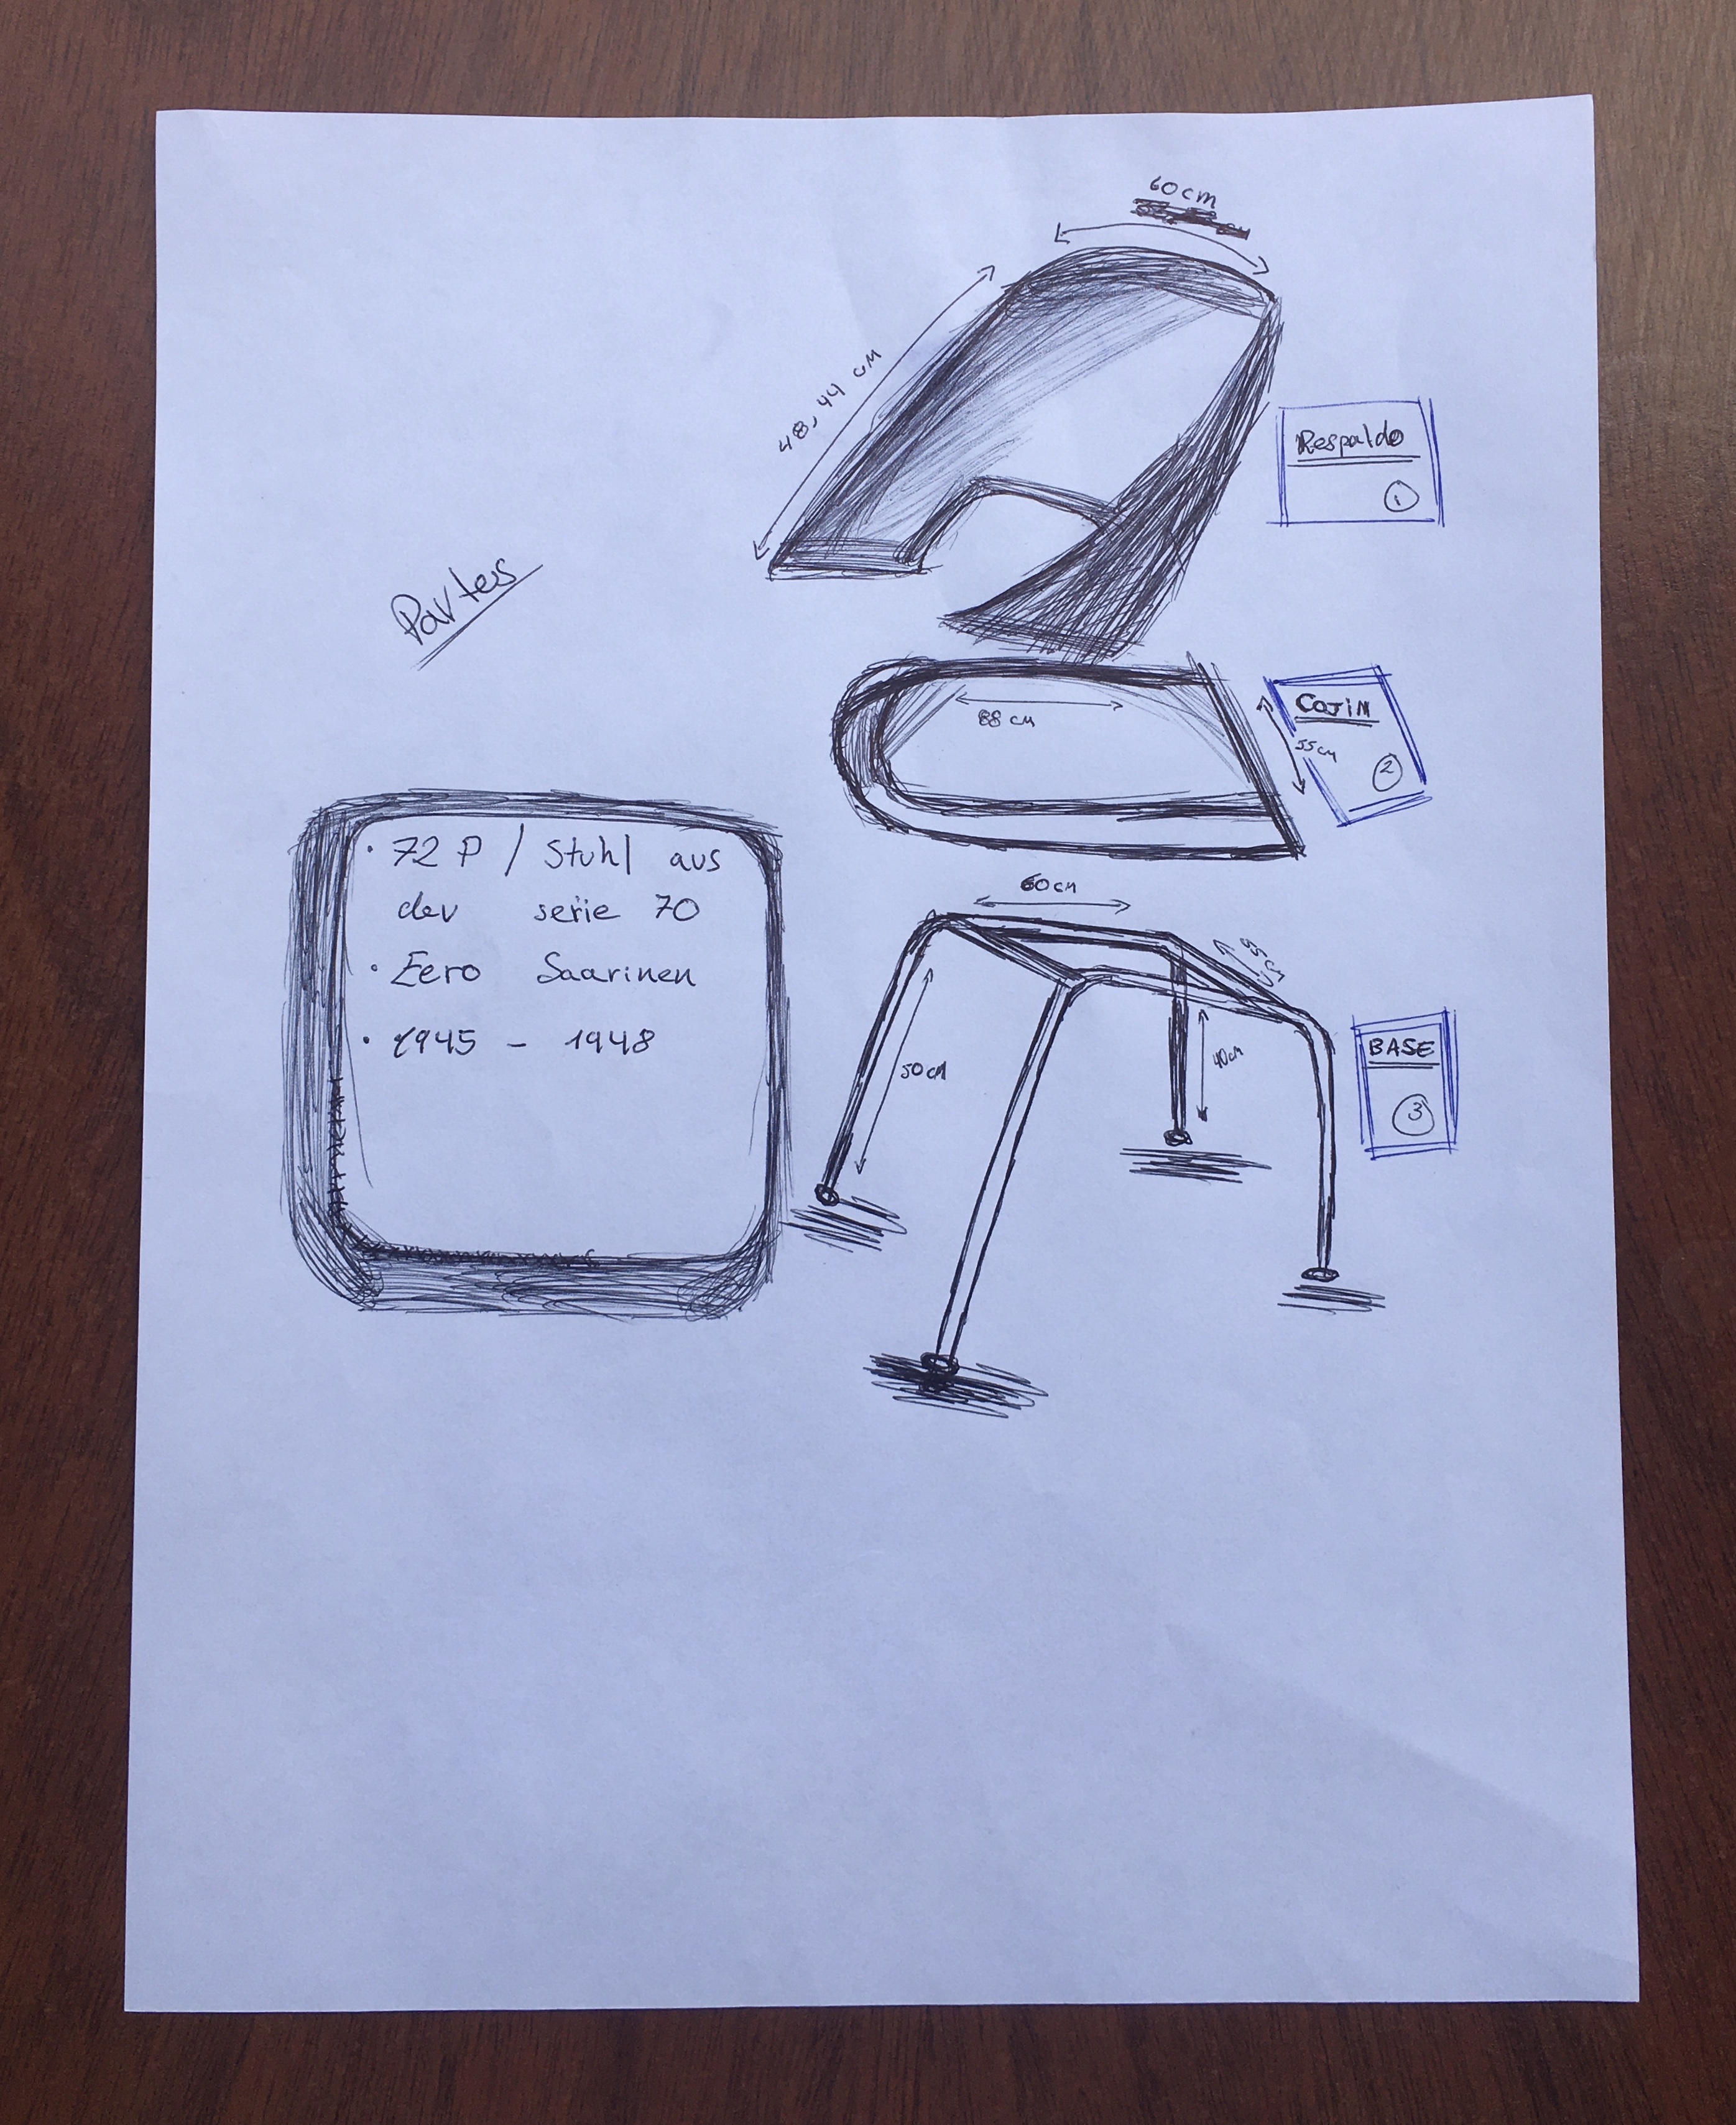 60cm
48,44 cm
Respaldo
1
Partes
Cojin
88 cm
55cm
2
• 72 P / Stuhl aus
der serie 70
• Eero Saarinen
• 1945 - 1948
60cm
55cm
50cm
40cm
BASE
3